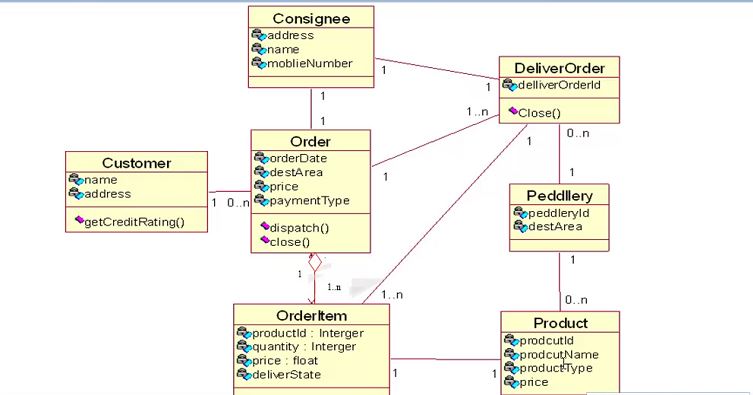 Consignee
address
name
moblieNumber
1
1
1
1
DeliverOrder
delliverOrderId
Close()
1..n
1
1
0..n
1
Order
orderDate
destArea
price
paymentType
dispatch()
close()
Customer
name
address
getCreditRating()
1 0..n
Peddllery
peddlleryId
destArea
1
0..n
1
1..n
1..n
OrderItem
productId : Interger
quantity : Interger
price : float
deliverState
1
1
Product
prodcutId
prodcutName
productType
price